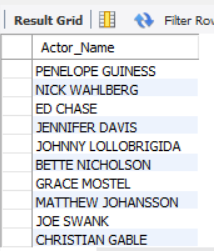 Result Grid Filter Rov
Actor_Name
PENELOPE GUINESS
NICK WAHLBERG
ED CHASE
JENNIFER DAVIS
JOHNNY LOLLOBRIGIDA
BETTE NICHOLSON
GRACE MOSTEL
MATTHEW JOHANSSON
JOE SWANK
CHRISTIAN GABLE